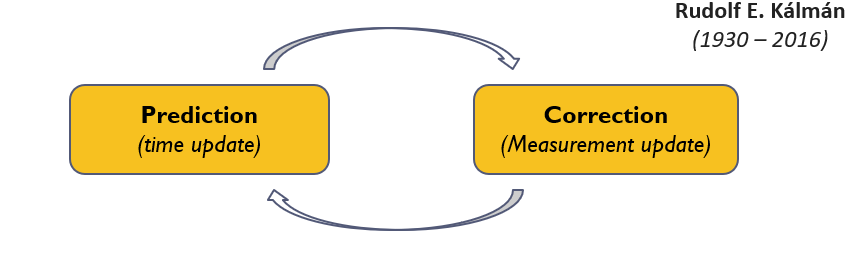 Rudolf E. Kálmán
(1930 – 2016)
Prediction
(time update)
Correction
(Measurement update)